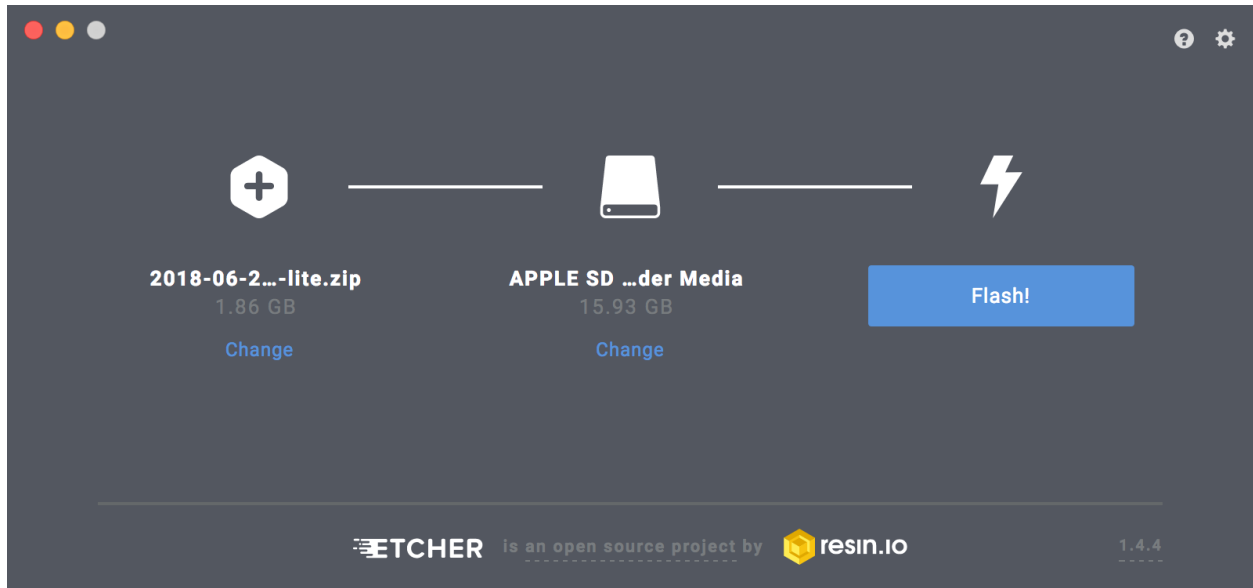 2018-06-2...-lite.zip
1.86 GB
Change
APPLE SD ...der Media
15.93 GB
Change
Flash!
ETCHER is an open source project by resin.io
1.4.4